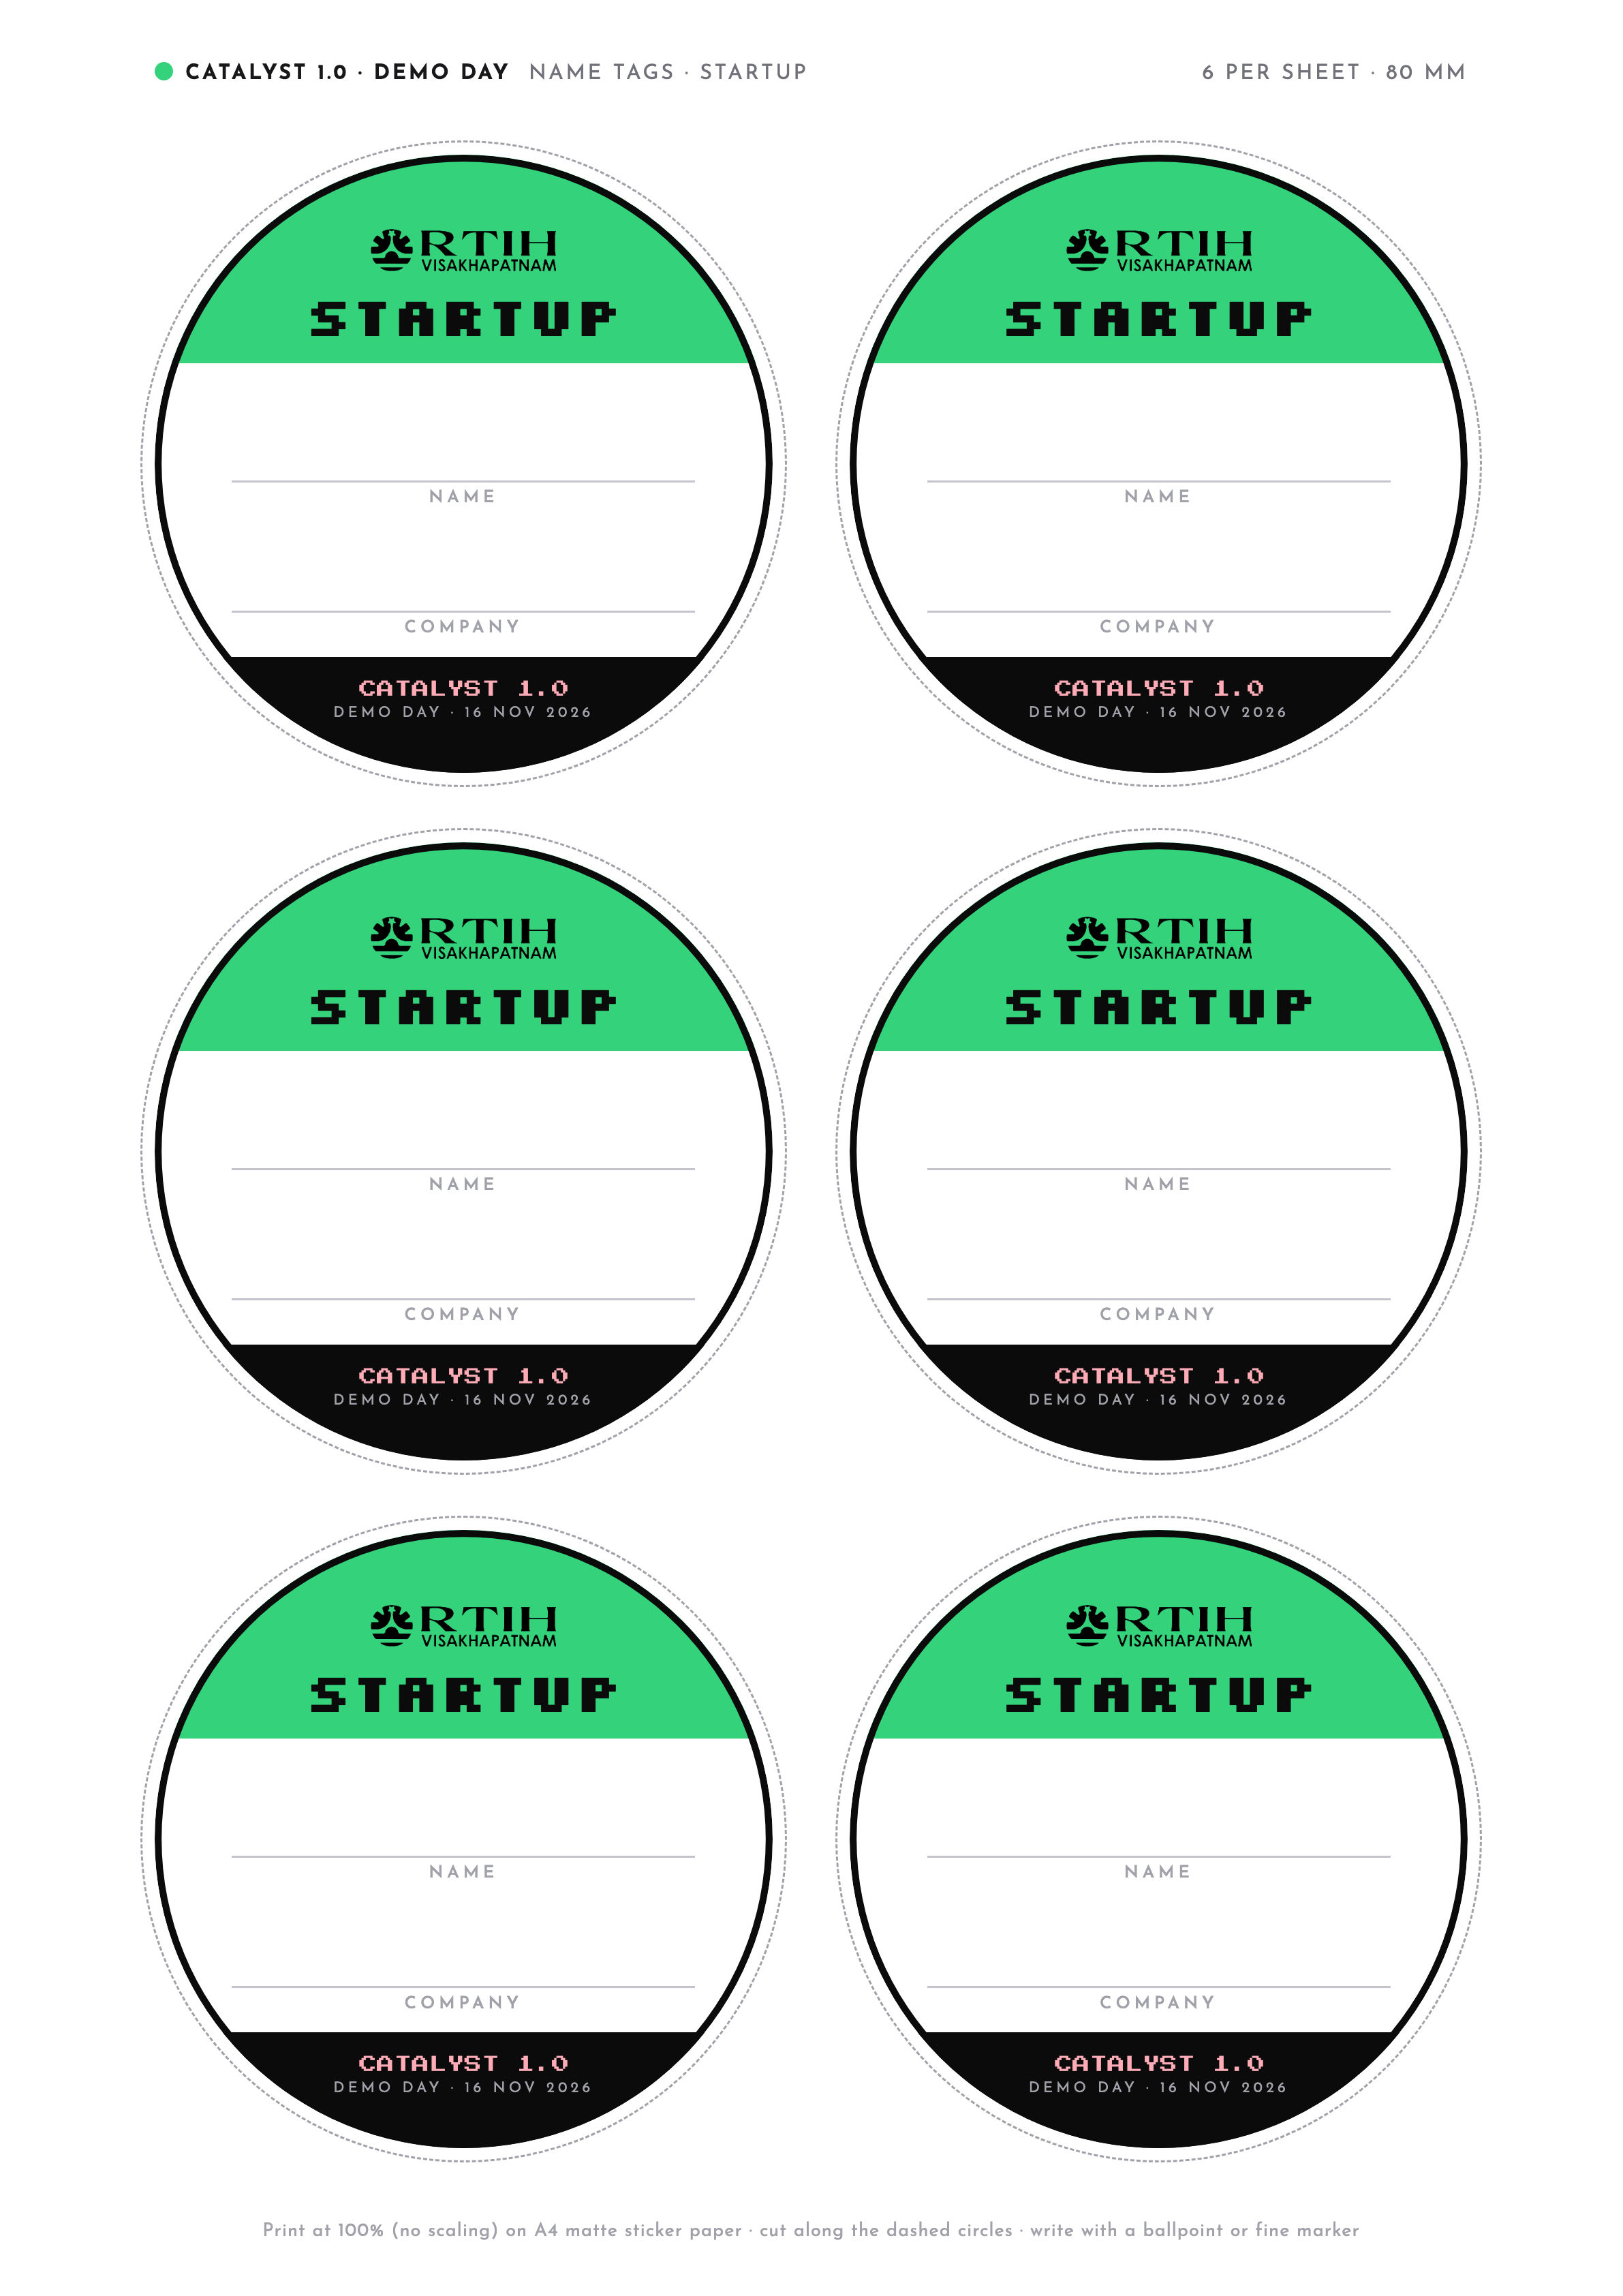 CATALYST 1.0 · DEMO DAY NAME TAGS · STARTUP 6 PER SHEET · 80 MM
RTIH
VISAKHAPATNAM
STARTUP
NAME
COMPANY
CATALYST 1.0
DEMO DAY · 16 NOV 2026
RTIH
VISAKHAPATNAM
STARTUP
NAME
COMPANY
CATALYST 1.0
DEMO DAY · 16 NOV 2026
RTIH
VISAKHAPATNAM
STARTUP
NAME
COMPANY
CATALYST 1.0
DEMO DAY · 16 NOV 2026
RTIH
VISAKHAPATNAM
STARTUP
NAME
COMPANY
CATALYST 1.0
DEMO DAY · 16 NOV 2026
RTIH
VISAKHAPATNAM
STARTUP
NAME
COMPANY
CATALYST 1.0
DEMO DAY · 16 NOV 2026
RTIH
VISAKHAPATNAM
STARTUP
NAME
COMPANY
CATALYST 1.0
DEMO DAY · 16 NOV 2026
Print at 100% (no scaling) on A4 matte sticker paper · cut along the dashed circles · write with a ballpoint or fine marker